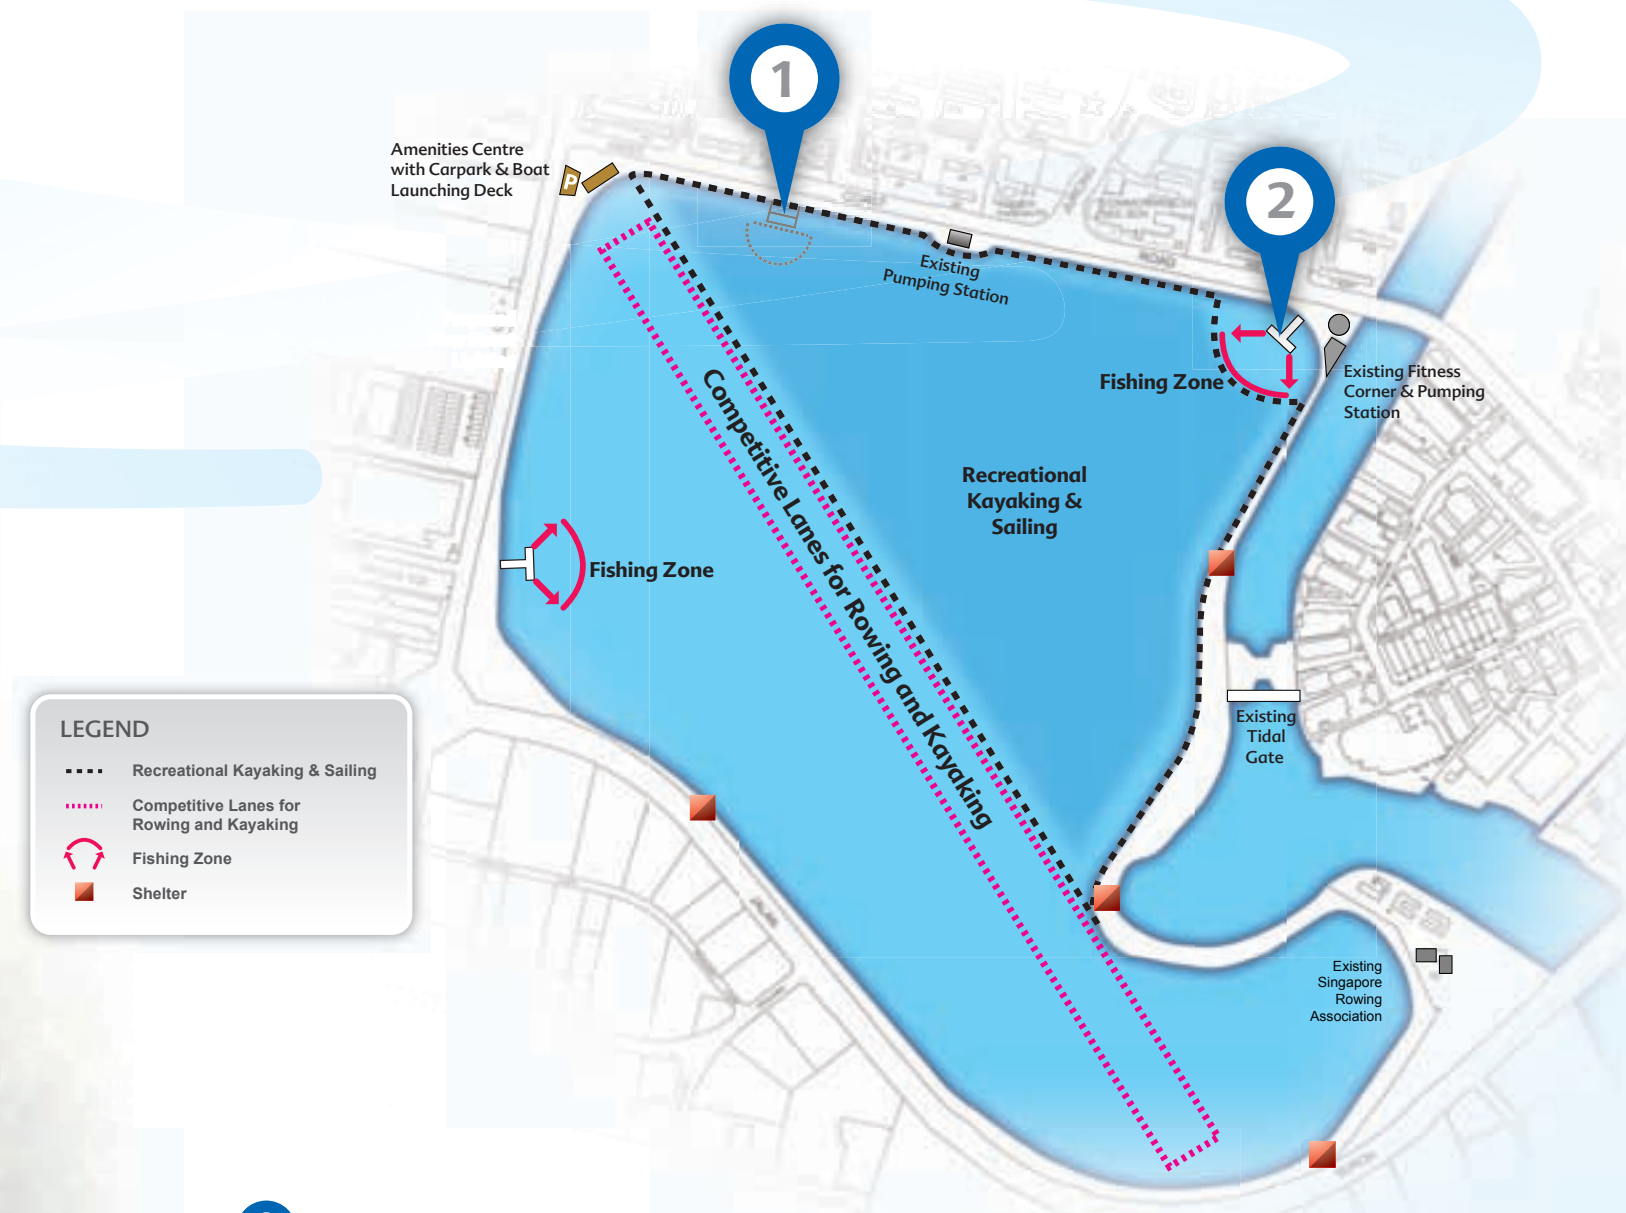 1
2
Amenities Centre
with Carpark & Boat
Launching Deck
P
Existing
Pumping Station
ROAD
Fishing Zone
Existing Fitness
Corner & Pumping
Station
Recreational
Kayaking &
Sailing
Competitive Lanes for Rowing and Kayaking
Fishing Zone
Existing
Tidal
Gate
LEGEND
Recreational Kayaking & Sailing
Competitive Lanes for
Rowing and Kayaking
Fishing Zone
Shelter
JALAN
Existing
Singapore
Rowing
Association